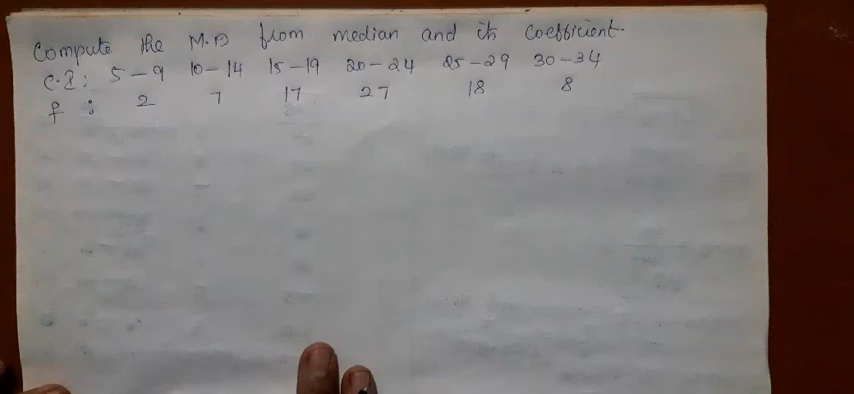 Compute the M.D from median and its coefficient.
C.I : 5-9 10-14 15-19 20-24 25-29 30-34
f : 2 7 17 27 18 8